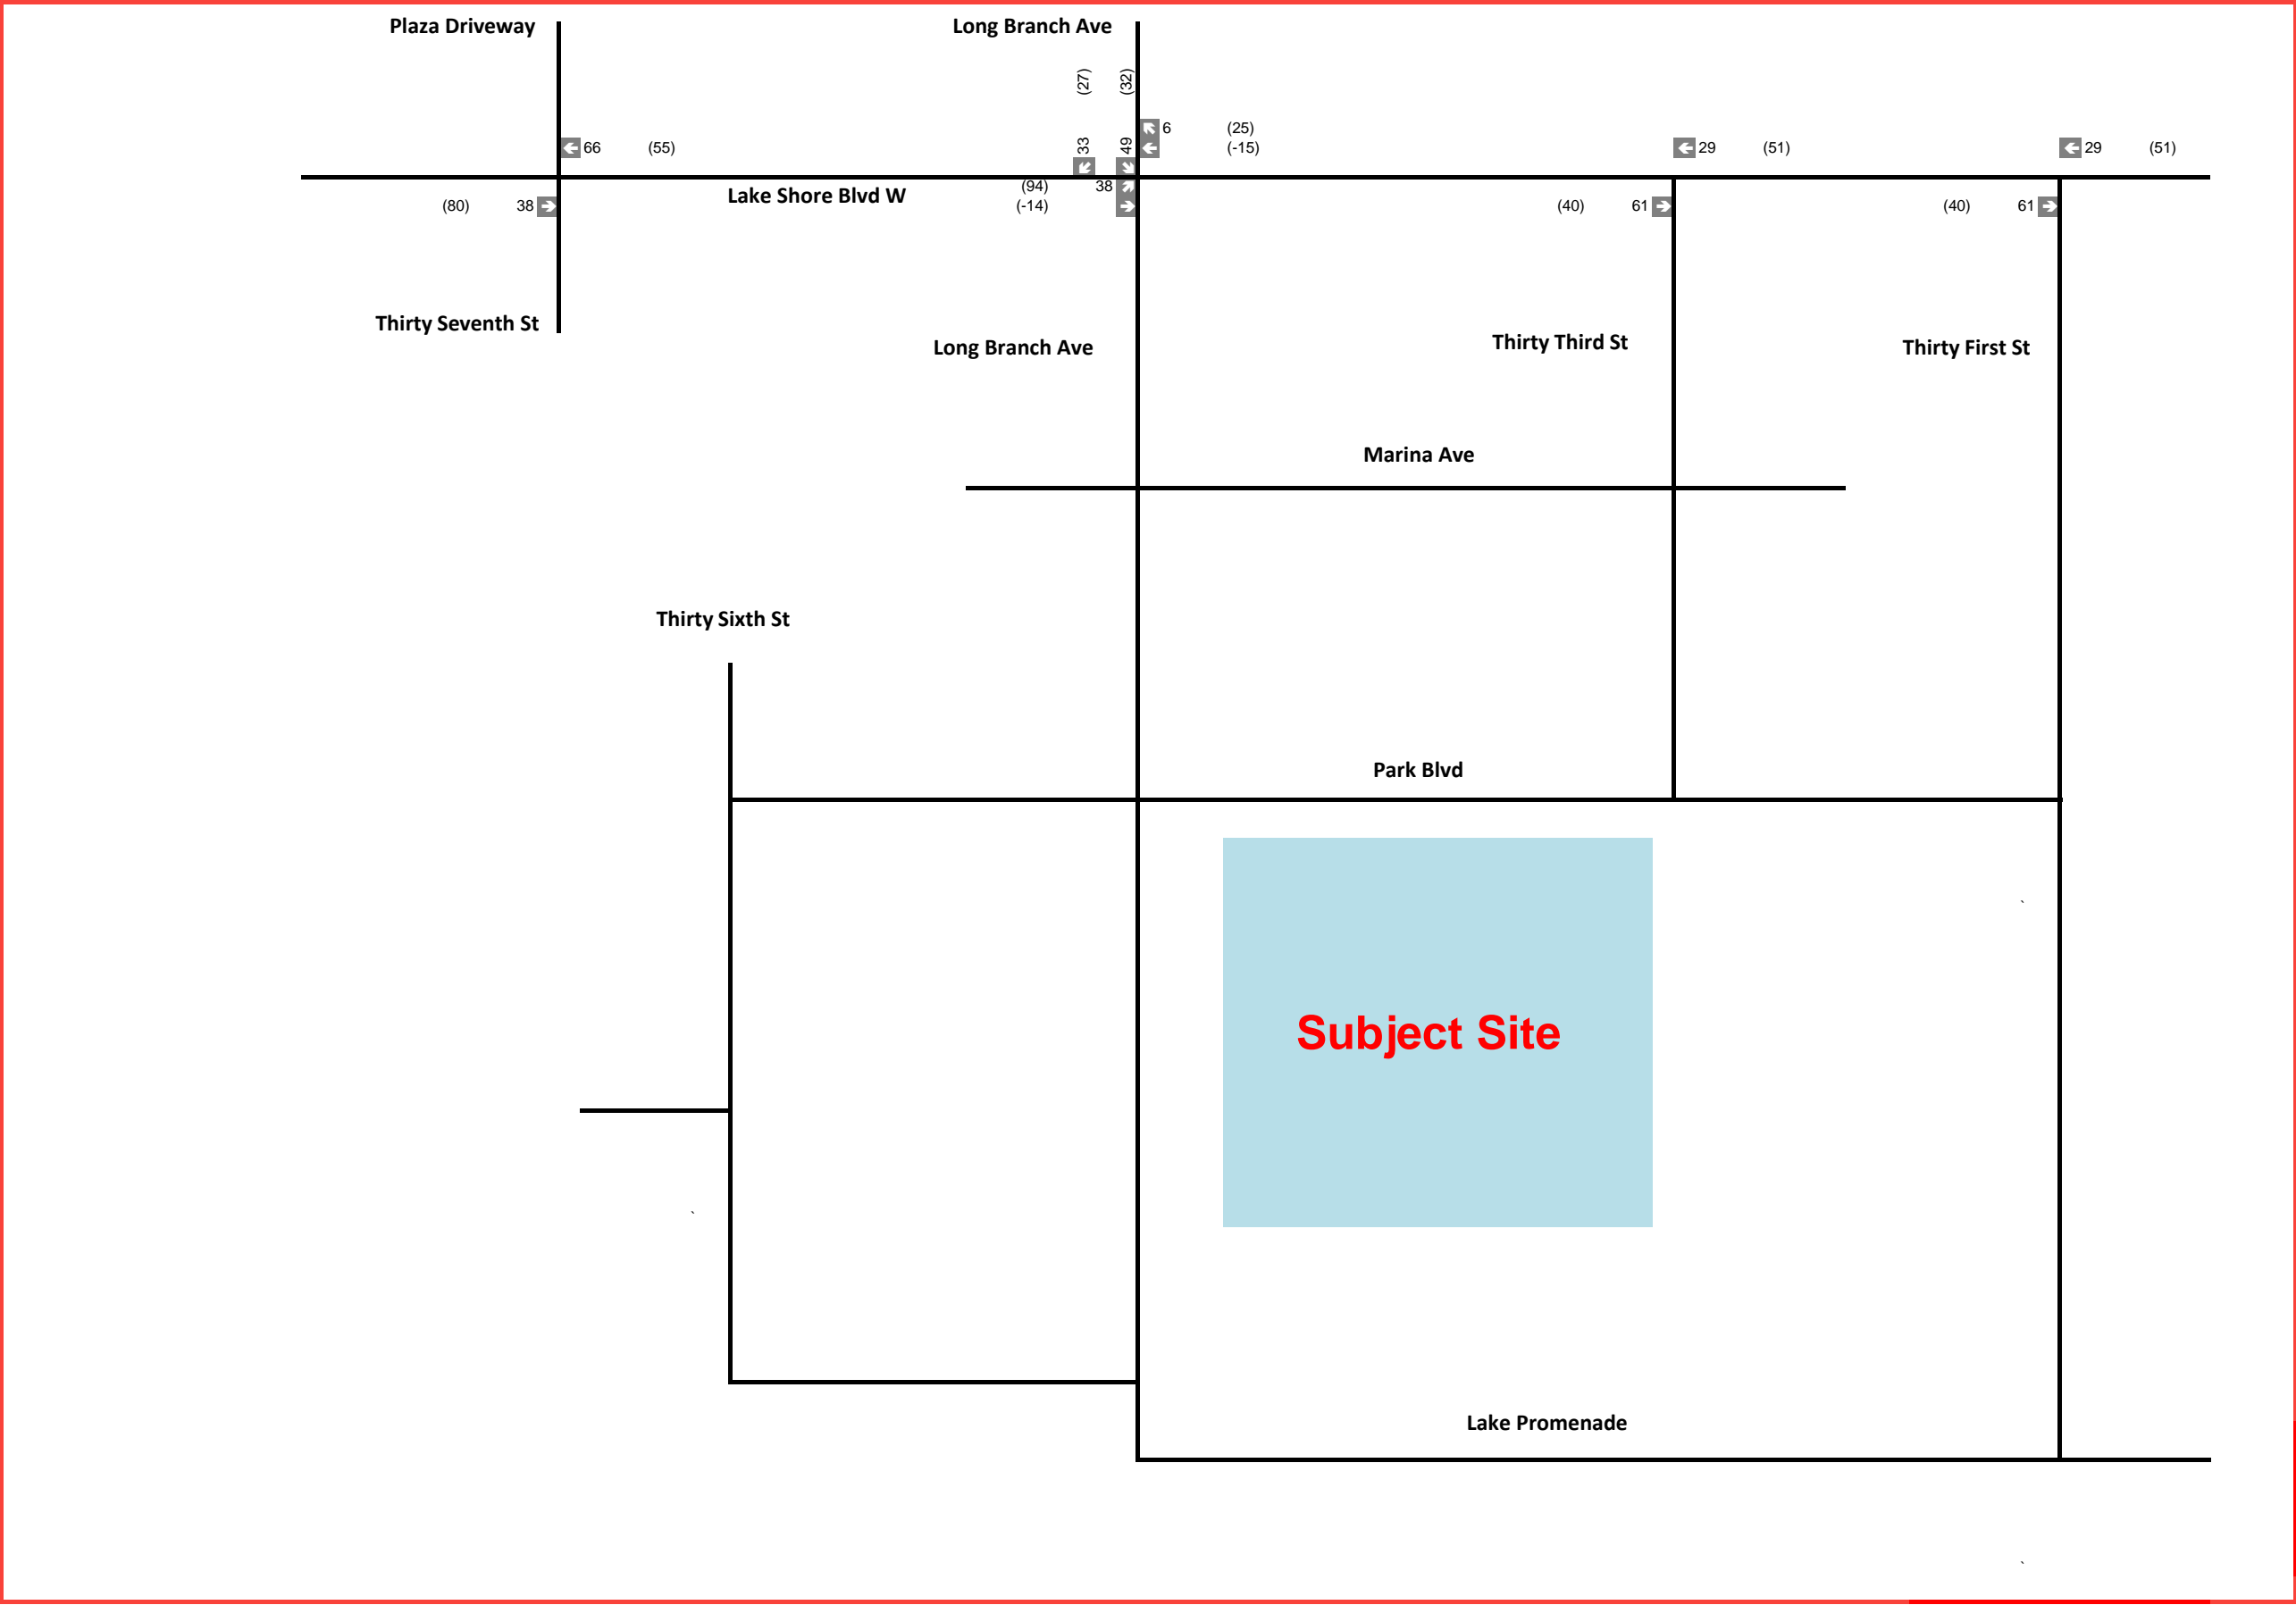 Plaza Driveway
Long Branch Ave
(27)
(32)
33
49
6 (25)
(-15)
66 (55)
29 (51)
29 (51)
(94) 38
(-14)
Lake Shore Blvd W
(80) 38
(40) 61
(40) 61
Thirty Seventh St
Long Branch Ave
Thirty Third St
Thirty First St
Marina Ave
Thirty Sixth St
Park Blvd
`
Subject Site
`
Lake Promenade
`